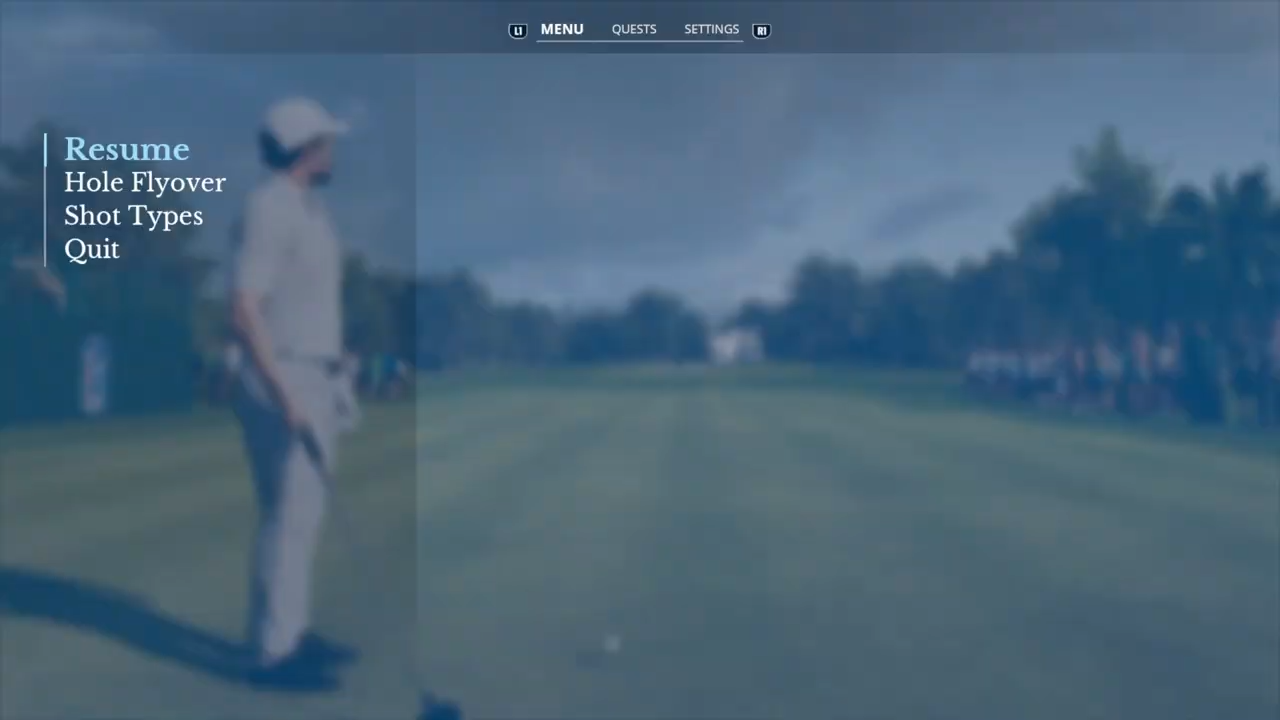 L1 MENU QUESTS SETTINGS R1
Resume
Hole Flyover
Shot Types
Quit